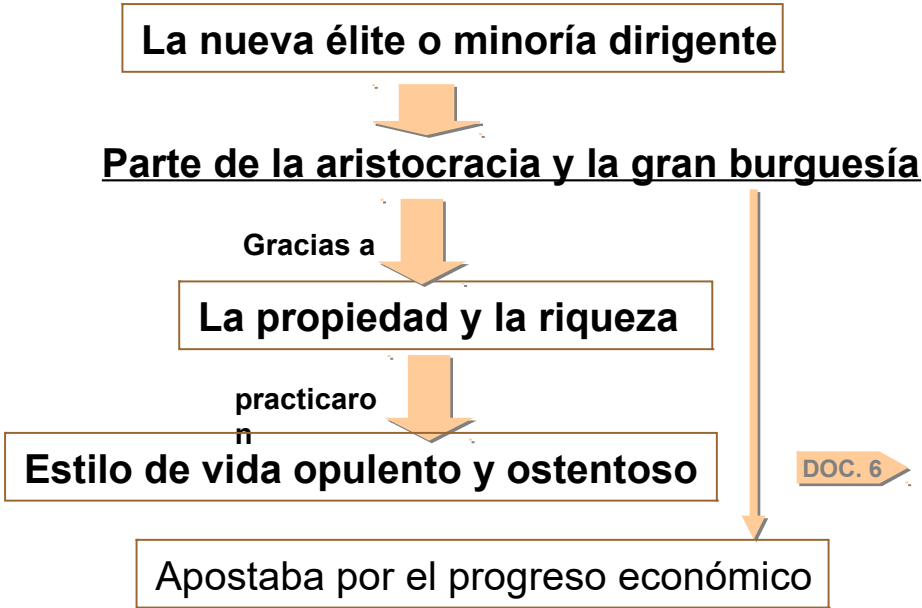 La nueva élite o minoría dirigente
Parte de la aristocracia y la gran burguesía
Gracias a
La propiedad y la riqueza
practicaro
n
Estilo de vida opulento y ostentoso
DOC. 6
Apostaba por el progreso económico